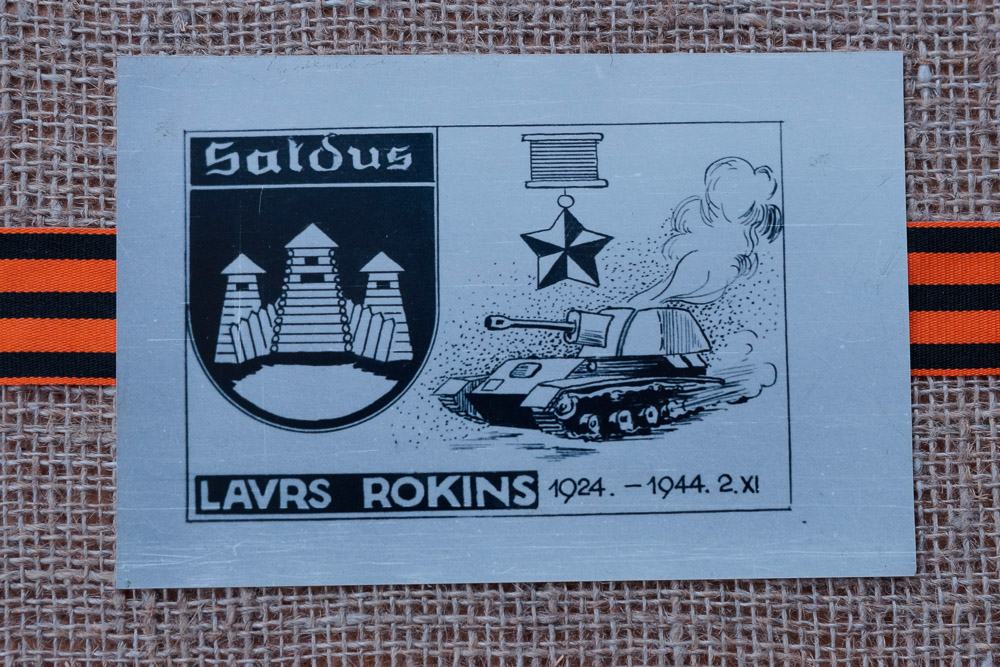 Saldus
LAVRS ROKINS 1924. – 1944. 2. XI